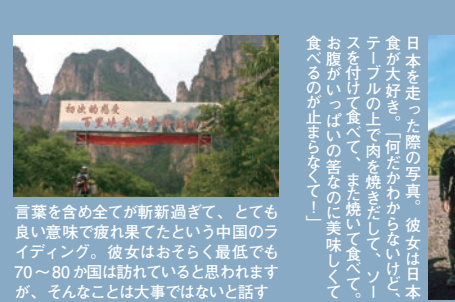 日本を走った際の写真。彼女は日本
食が大好き。「何だかわからないけど、
テーブルの上で肉を焼きだして、ソー
スを付けて食べて、また焼いて食べて。
お腹がいっぱいの筈なのに美味しくて
食べるのが止まらなくて！」
初次的感受
百里峡
言葉を含め全てが斬新過ぎて、とても
良い意味で疲れ果てたという中国のラ
イディング。彼女はおそらく最低でも
70～80か国は訪れていると思われます
が、そんなことは大事ではないと話す